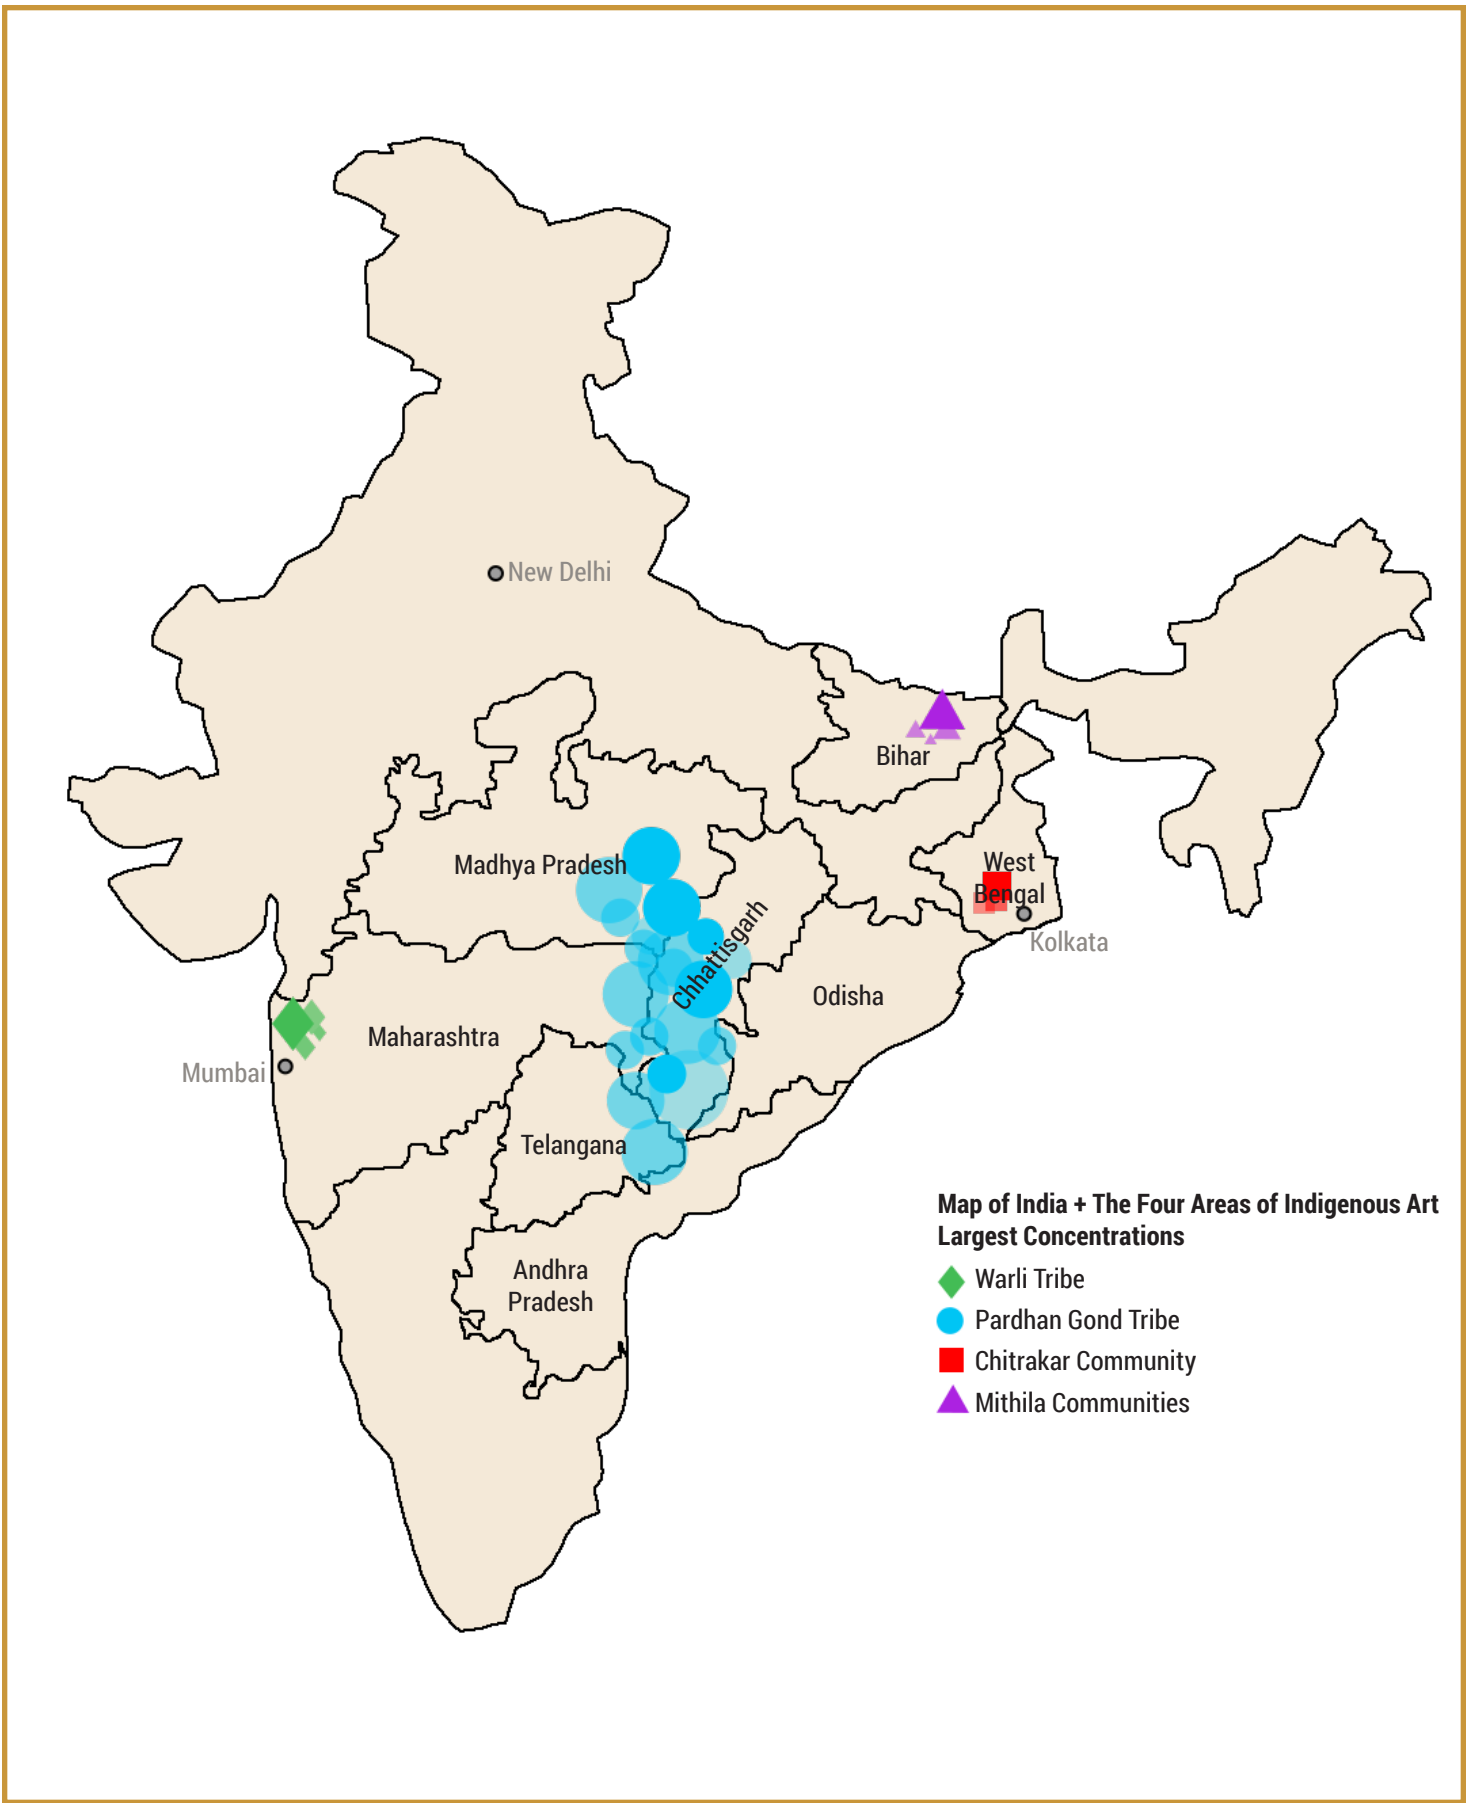 New Delhi
Bihar
Madhya Pradesh
West
Bengal
Chhattisgarh
Kolkata
Odisha
Maharashtra
Mumbai
Telangana
Map of India + The Four Areas of Indigenous Art
Largest Concentrations
Andhra
Pradesh
Warli Tribe
Pardhan Gond Tribe
Chitrakar Community
Mithila Communities